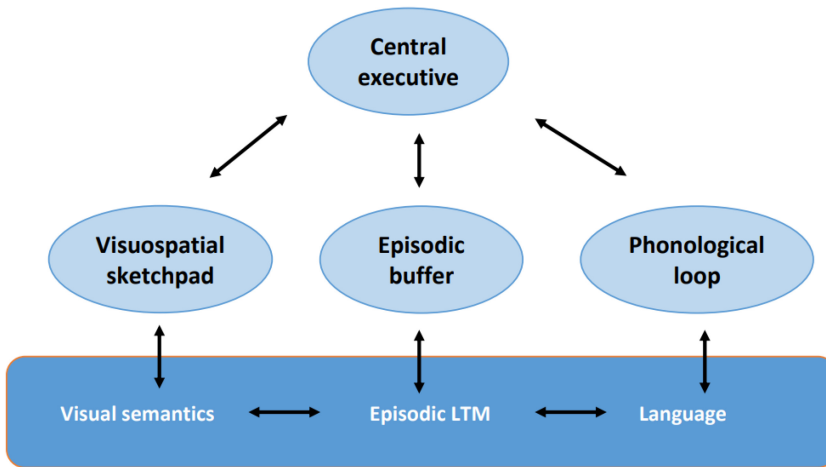 Central
executive
Visuospatial
sketchpad
Episodic
buffer
Phonological
loop
Visual semantics
Episodic LTM
Language